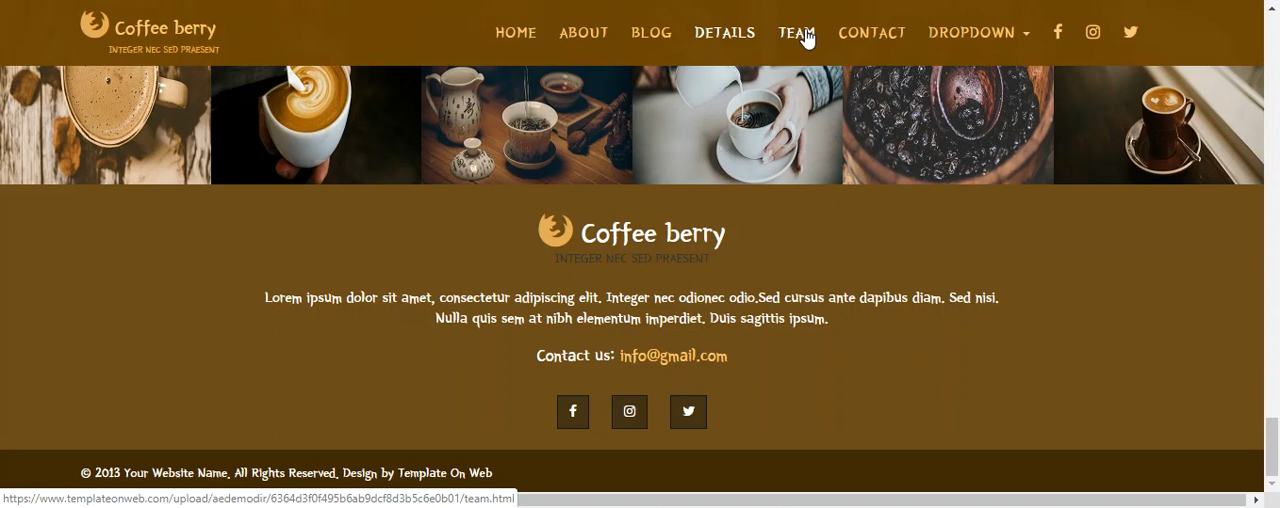 Coffee berry
INTEGER NEC SED PRAESENT
HOME ABOUT BLOG DETAILS TEAM CONTACT DROPDOWN
Coffee berry
INTEGER NEC SED PRAESENT
Lorem ipsum dolor sit amet, consectetur adipiscing elit. Integer nec odionec odio.Sed cursus ante dapibus diam. Sed nisi.
Nulla quis sem at nibh elementum imperdiet. Duis sagittis ipsum.
Contact us: info@gmail.com
© 2013 Your Website Name. All Rights Reserved. Design by Template On Web
https://www.templateonweb.com/upload/aedemodir/6364d3f0f495b6ab9dcf8d3b5c6e0b01/team.html